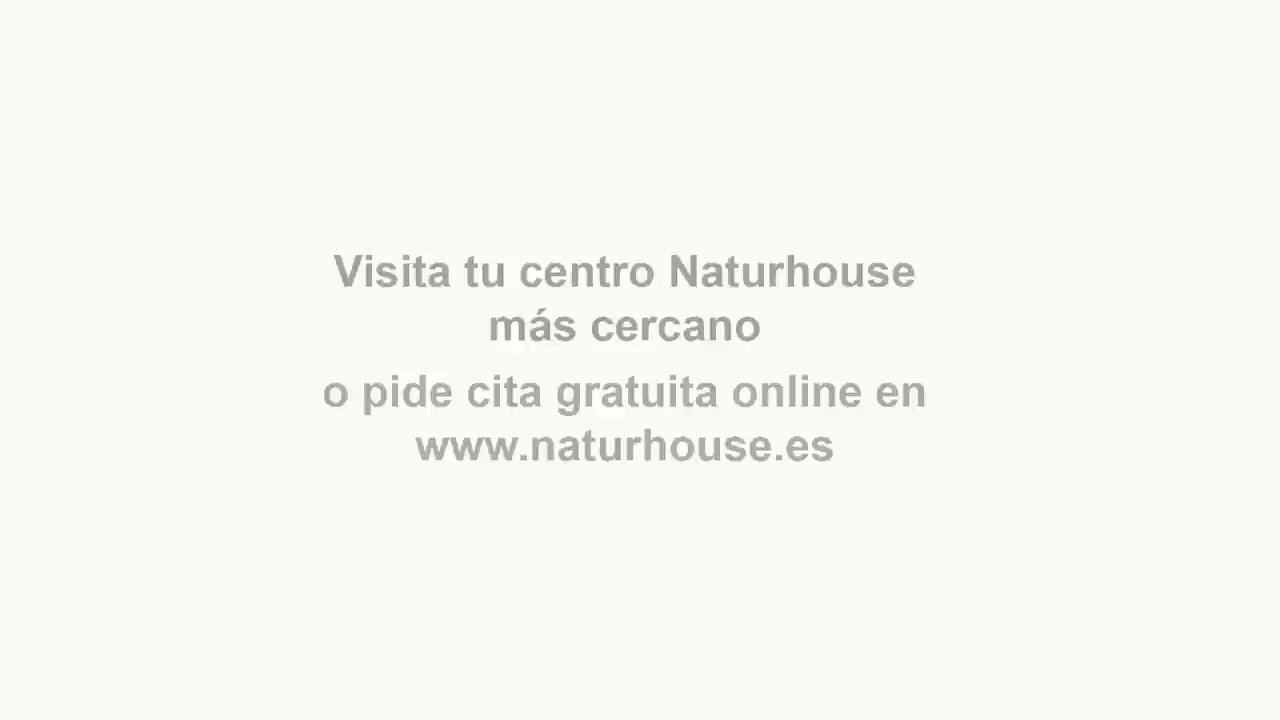 Visita tu centro Naturhouse
más cercano
o pide cita gratuita online en
www.naturhouse.es